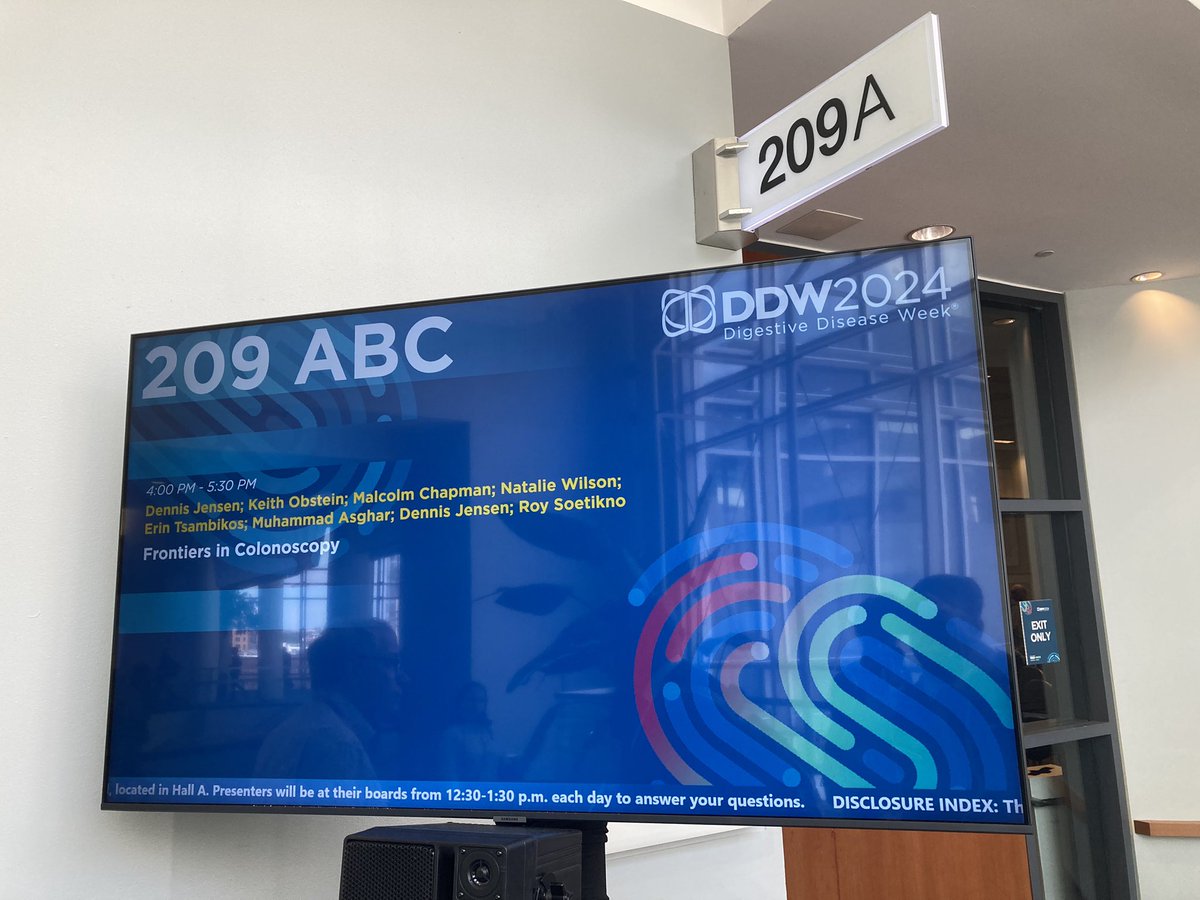 209A
DDW2024
Digestive Disease Week®
209 ABC
4:00 PM - 5:30 PM
Dennis Jensen; Keith Obstein; Malcolm Chapman; Natalie Wilson;
Erin Tsambikos; Muhammad Asghar; Dennis Jensen; Roy Soetikno
Frontiers in Colonoscopy
EXIT
ONLY
, located in Hall A. Presenters will be at their boards from 12:30-1:30 p.m. each day to answer your questions. DISCLOSURE INDEX: Th
SAMSUNG